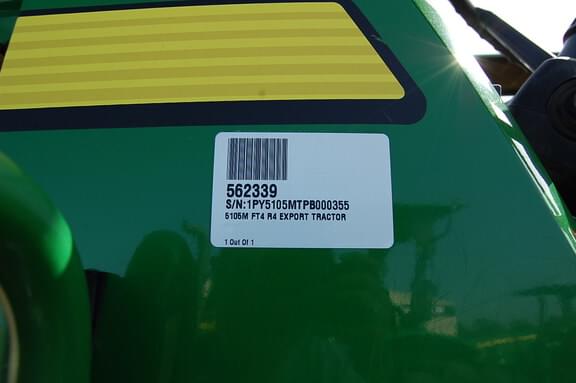 562339
S/N:1PY5105MTPB000355
5105M FT4 R4 EXPORT TRACTOR
1 Out Of 1